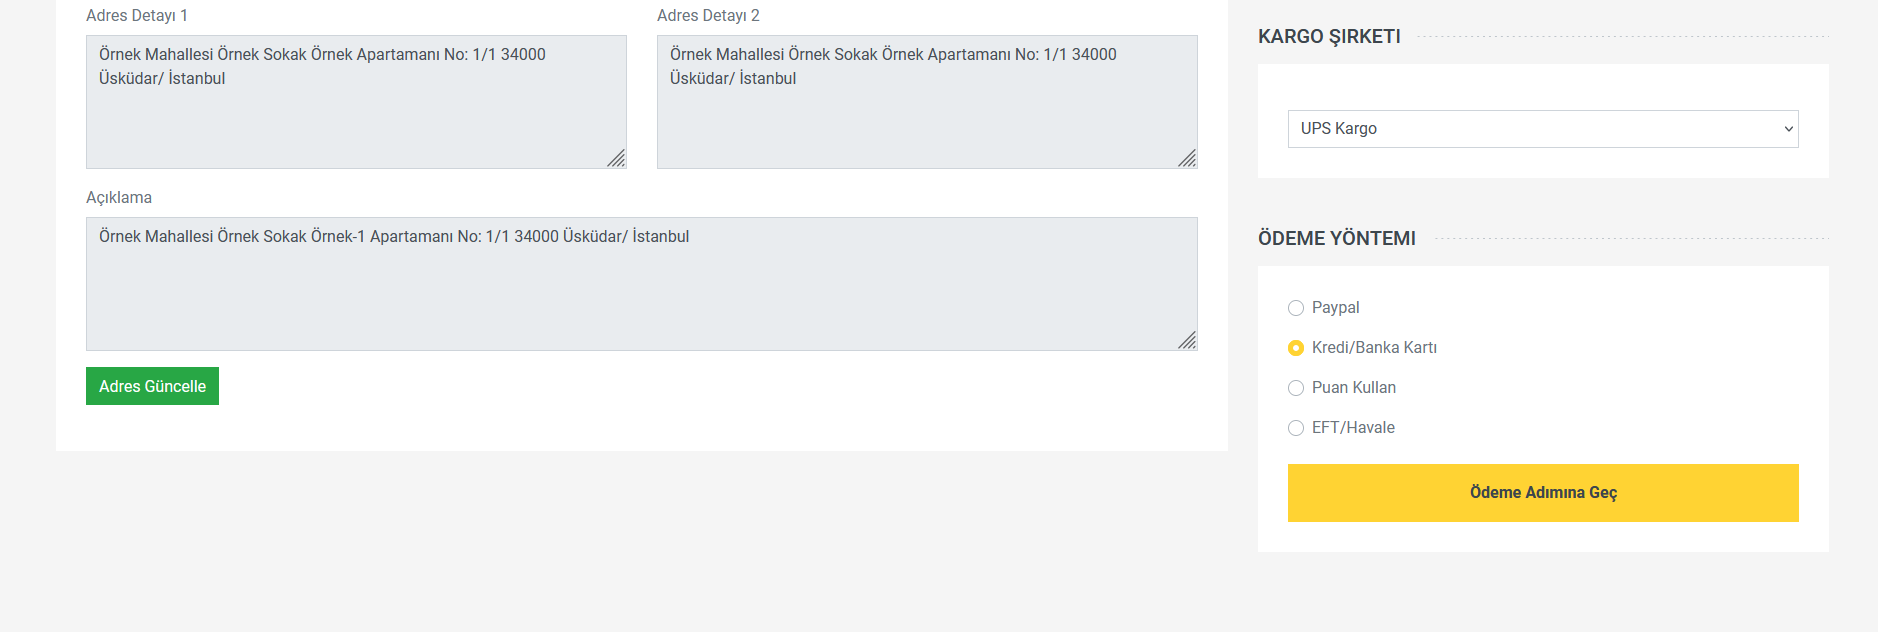 Adres Detayı 1
Örnek Mahallesi Örnek Sokak Örnek Apartamanı No: 1/1 34000
Üsküdar/ İstanbul
Adres Detayı 2
Örnek Mahallesi Örnek Sokak Örnek Apartamanı No: 1/1 34000
Üsküdar/ İstanbul
Açıklama
Örnek Mahallesi Örnek Sokak Örnek-1 Apartamanı No: 1/1 34000 Üsküdar/ İstanbul
Adres Güncelle
KARGO ŞIRKETI
UPS Kargo
ÖDEME YÖNTEMI
Paypal
Kredi/Banka Kartı
Puan Kullan
EFT/Havale
Ödeme Adımına Geç